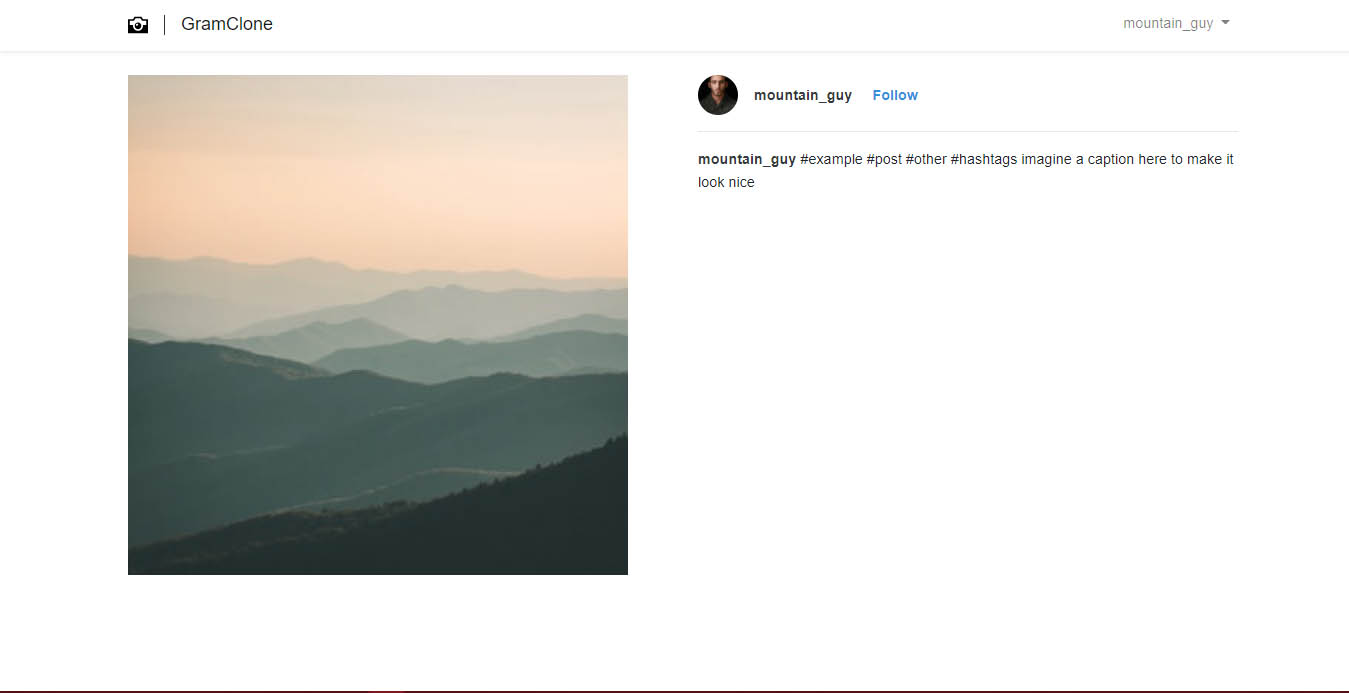 GramClone
mountain_guy
mountain_guy Follow
mountain_guy #example #post #other #hashtags imagine a caption here to make it
look nice